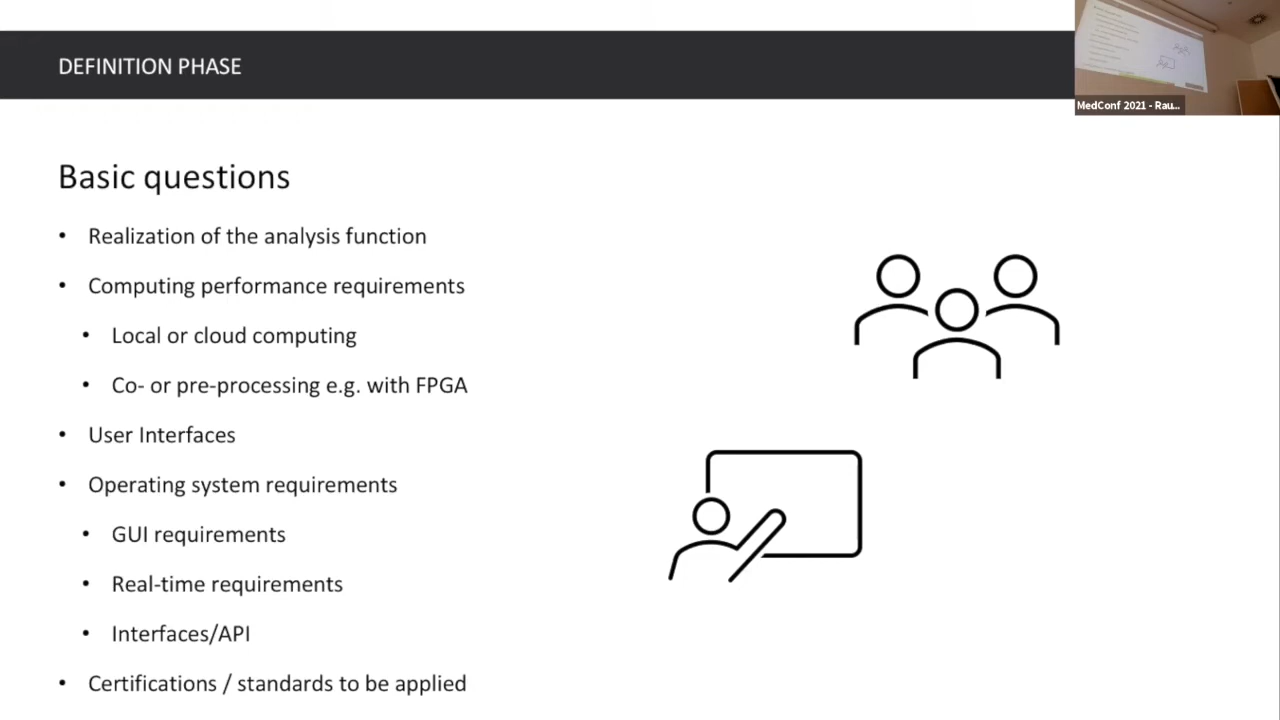 DEFINITION PHASE
MedConf 2021 - Rau...
Basic questions
• Realization of the analysis function
• Computing performance requirements
• Local or cloud computing
• Co- or pre-processing e.g. with FPGA
• User Interfaces
• Operating system requirements
• GUI requirements
• Real-time requirements
• Interfaces/API
• Certifications / standards to be applied